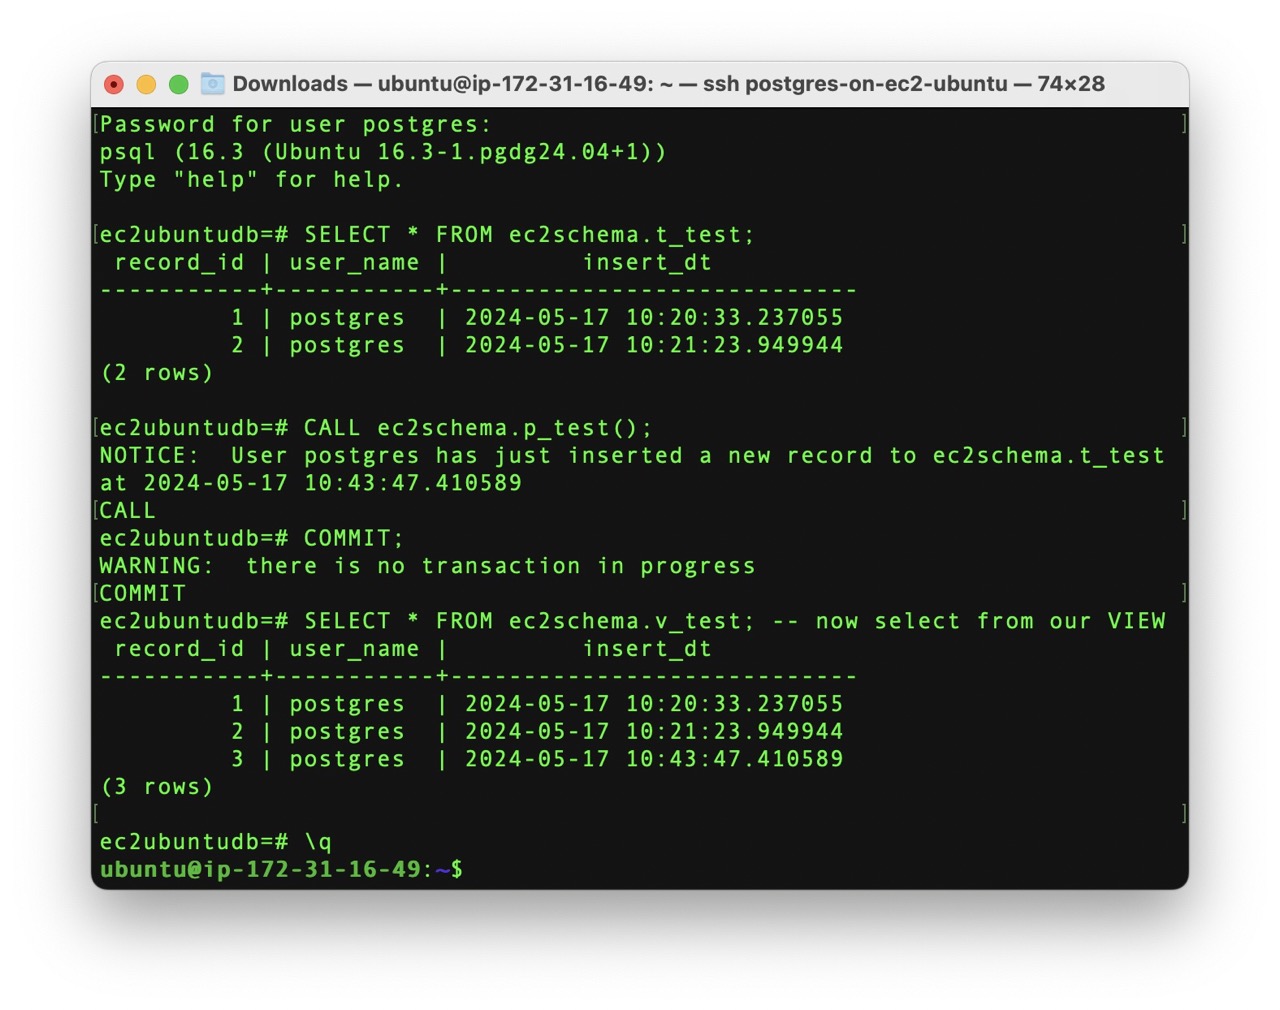 Downloads — ubuntu@ip-172-31-16-49: ~ — ssh postgres-on-ec2-ubuntu — 74×28
[Password for user postgres: ]
psql (16.3 (Ubuntu 16.3-1.pgdg24.04+1))
Type "help" for help.
[ec2ubuntudb=# SELECT * FROM ec2schema.t_test; ]
 record_id | user_name |         insert_dt
-----------+-----------+----------------------------
         1 | postgres  | 2024-05-17 10:20:33.237055
         2 | postgres  | 2024-05-17 10:21:23.949944
(2 rows)
[ec2ubuntudb=# CALL ec2schema.p_test(); ]
NOTICE:  User postgres has just inserted a new record to ec2schema.t_test
at 2024-05-17 10:43:47.410589
[CALL ]
ec2ubuntudb=# COMMIT;
WARNING:  there is no transaction in progress
[COMMIT ]
ec2ubuntudb=# SELECT * FROM ec2schema.v_test; -- now select from our VIEW
 record_id | user_name |         insert_dt
-----------+-----------+----------------------------
         1 | postgres  | 2024-05-17 10:20:33.237055
         2 | postgres  | 2024-05-17 10:21:23.949944
         3 | postgres  | 2024-05-17 10:43:47.410589
(3 rows)
[ ]
ec2ubuntudb=# \q
ubuntu@ip-172-31-16-49:~$